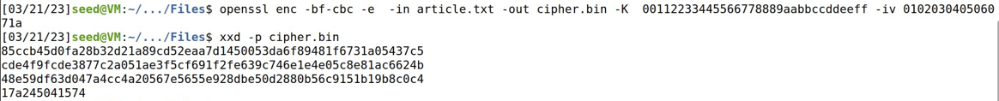 [03/21/23]seed@VM:~/.../Files$ openssl enc -bf-cbc -e  -in article.txt -out cipher.bin -K  00112233445566778889aabbccddeeff -iv 0102030405060
71a
[03/21/23]seed@VM:~/.../Files$ xxd -p cipher.bin
85ccb45d0fa28b32d21a89cd52eaa7d1450053da6f89481f6731a05437c5
cde4f9fcde3877c2a051ae3f5cf691f2fe639c746e1e4e05c8e81ac6624b
48e59df63d047a4cc4a20567e5655e928dbe50d2880b56c9151b19b8c0c4
17a245041574